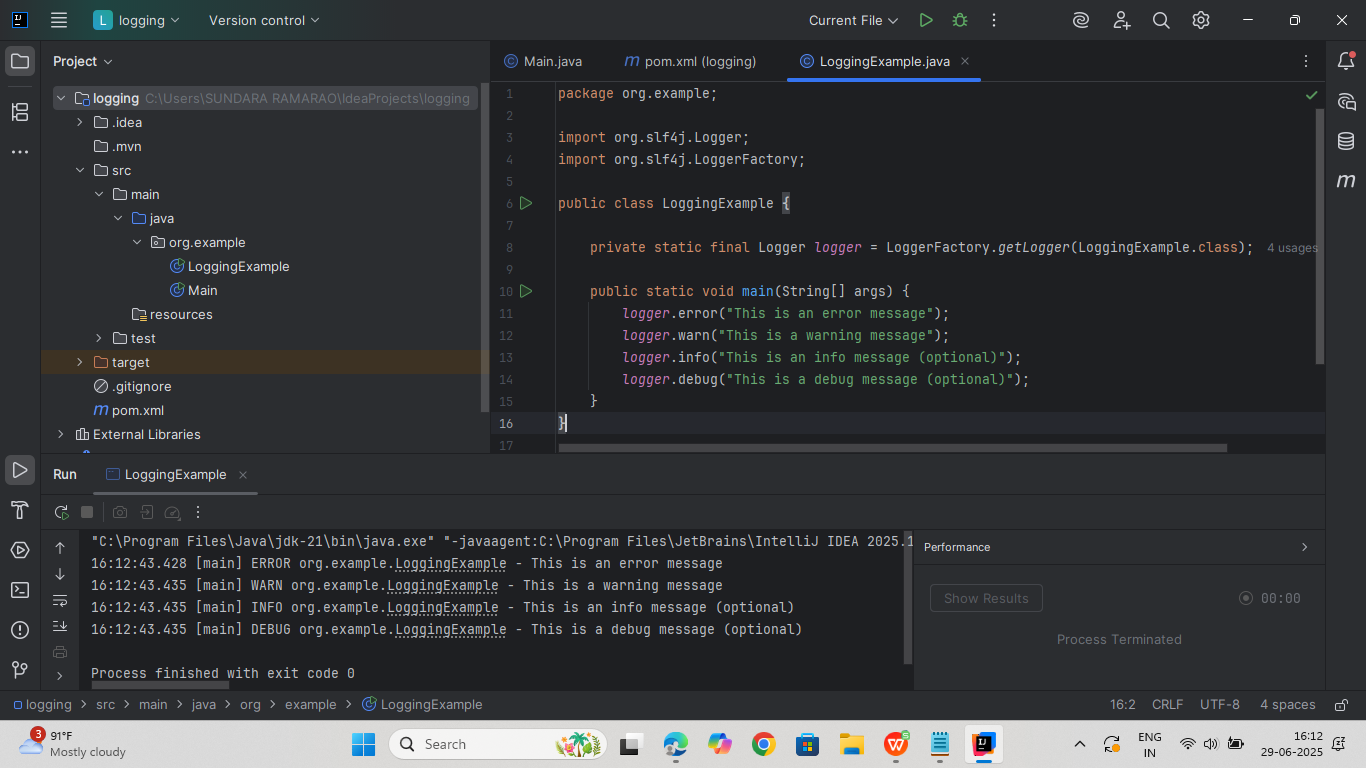 L logging Version control Current File
Project
Main.java pom.xml (logging) LoggingExample.java
logging C:\Users\SUNDARA RAMARAO\IdeaProjects\logging
.idea
.mvn
src
main
java
org.example
LoggingExample
Main
resources
test
target
.gitignore
pom.xml
External Libraries
1 package org.example;
2
3 import org.slf4j.Logger;
4 import org.slf4j.LoggerFactory;
5
6 public class LoggingExample {
7
8 private static final Logger logger = LoggerFactory.getLogger(LoggingExample.class); 4 usages
9
10 public static void main(String[] args) {
11 logger.error("This is an error message");
12 logger.warn("This is a warning message");
13 logger.info("This is an info message (optional)");
14 logger.debug("This is a debug message (optional)");
15 }
16 }
17
Run LoggingExample
"C:\Program Files\Java\jdk-21\bin\java.exe" "-javaagent:C:\Program Files\JetBrains\IntelliJ IDEA 2025.1
16:12:43.428 [main] ERROR org.example.LoggingExample - This is an error message
16:12:43.435 [main] WARN org.example.LoggingExample - This is a warning message
16:12:43.435 [main] INFO org.example.LoggingExample - This is an info message (optional)
16:12:43.435 [main] DEBUG org.example.LoggingExample - This is a debug message (optional)
Process finished with exit code 0
Performance
Show Results 00:00
Process Terminated
logging src main java org example LoggingExample 16:2 CRLF UTF-8 4 spaces
3
91°F
Mostly cloudy
Search
ENG
IN
16:12
29-06-2025